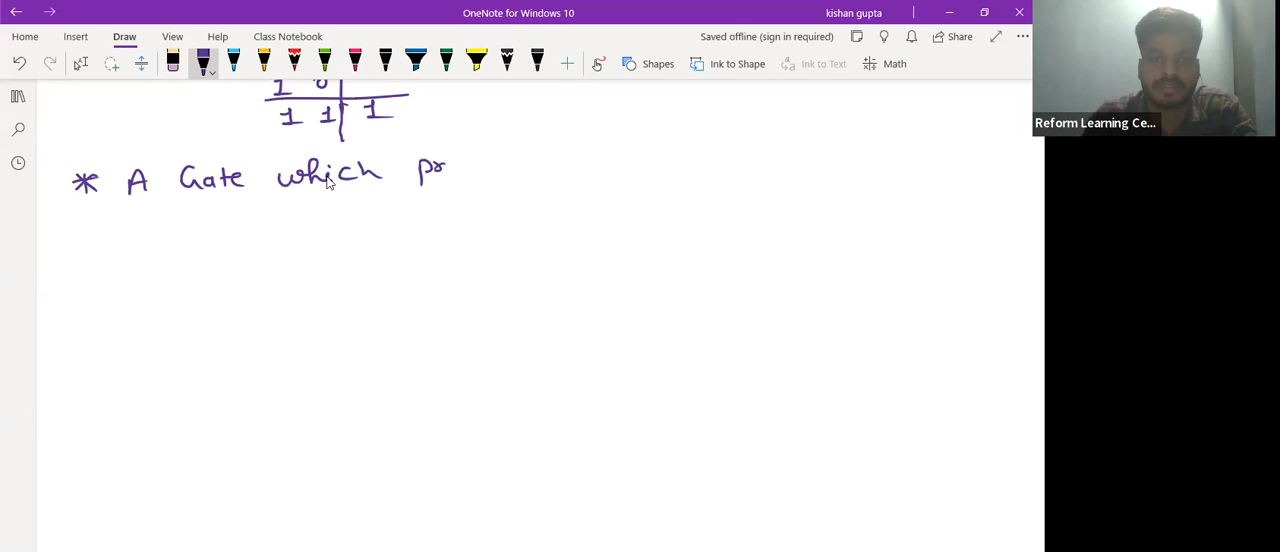 OneNote for Windows 10
kishan gupta
Home Insert Draw View Help Class Notebook
Saved offline (sign in required)
Share
Shapes
Ink to Shape
Ink to Text
Math
Reform Learning Ce...
1
1 1 1
* A Gate which pr